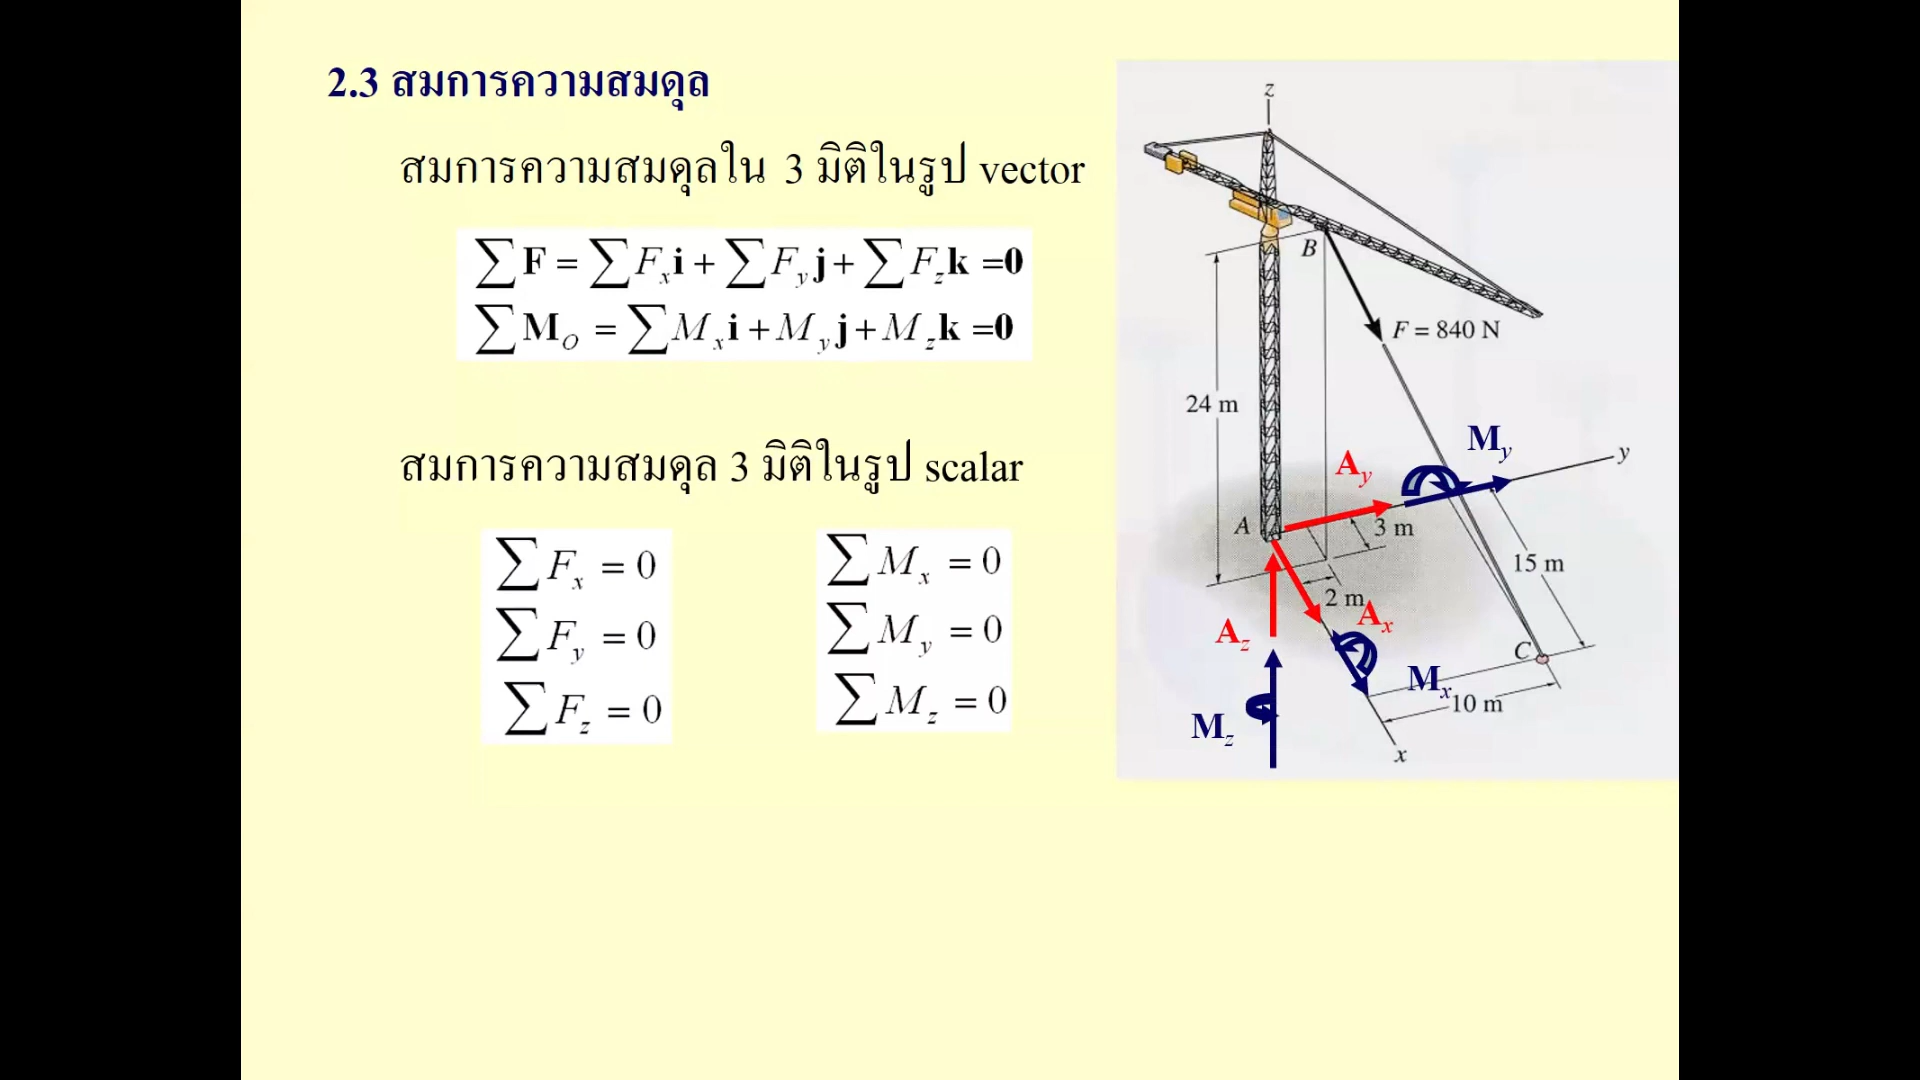 2.3 สมการความสมดุล
สมการความสมดุลใน 3 มิติในรูป vector
∑F = ∑Fxi + ∑Fyj + ∑Fzk =0
∑MO = ∑Mxi + Myj + Mzk =0
สมการความสมดุล 3 มิติในรูป scalar
∑Fx = 0
∑Fy = 0
∑Fz = 0
∑Mx = 0
∑My = 0
∑Mz = 0
z
B
F = 840 N
24 m
My
y
Ay
A
3 m
15 m
2 m
Ax
Az
C
Mx
10 m
Mz
x